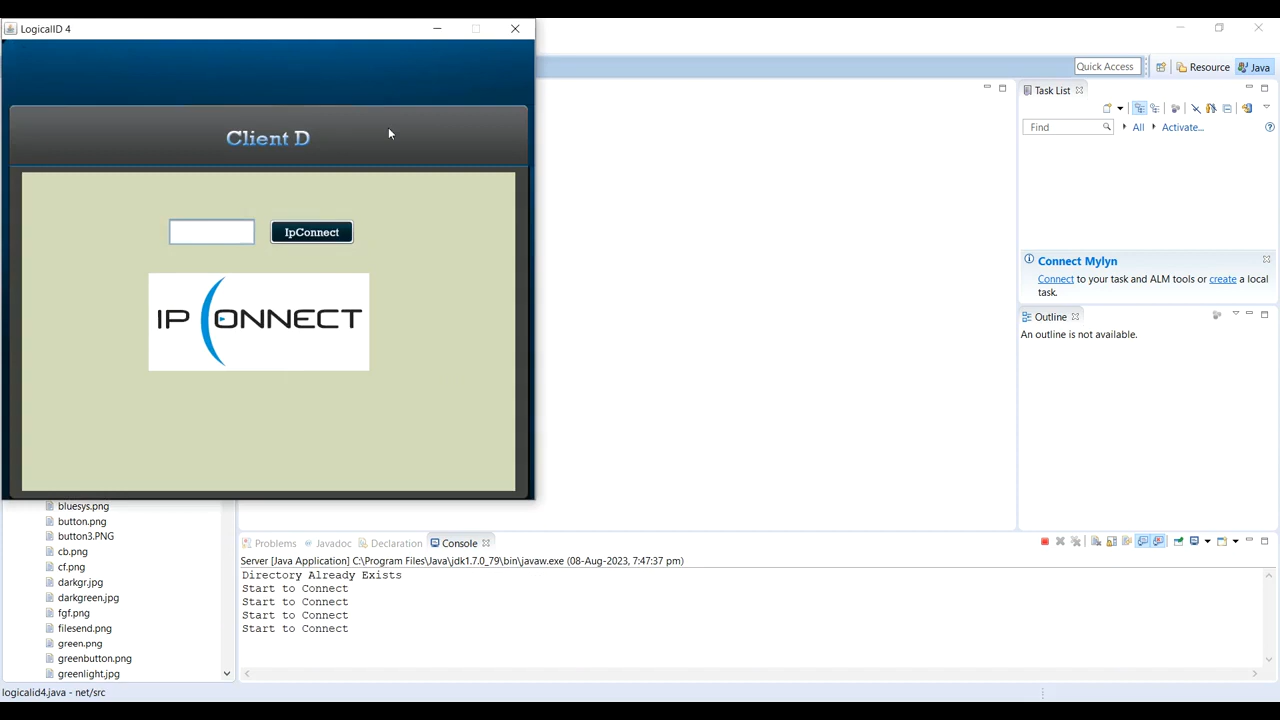 LogicalID 4
Client D
IpConnect
IP CONNECT
Quick Access
Resource
Java
Task List
Find
All
Activate...
Connect Mylyn
Connect to your task and ALM tools or create a local
task.
Outline
An outline is not available.
bluesys.png
button.png
button3.PNG
cb.png
cf.png
darkgr.jpg
darkgreen.jpg
fgf.png
filesend.png
green.png
greenbutton.png
greenlight.jpg
Problems
Javadoc
Declaration
Console
Server [Java Application] C:\Program Files\Java\jdk1.7.0_79\bin\javaw.exe (08-Aug-2023, 7:47:37 pm)
Directory Already Exists
Start to Connect
Start to Connect
Start to Connect
Start to Connect
logicalid4.java - net/src